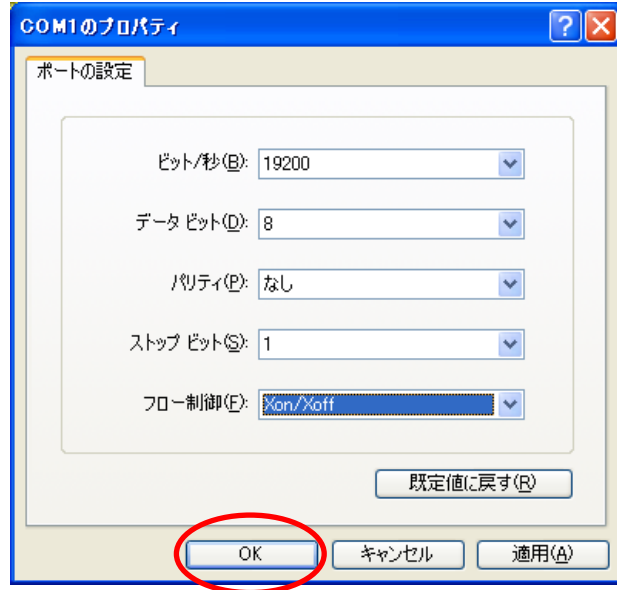 COM1のプロパティ
ポートの設定
ビット/秒(B): 19200
データ ビット(D): 8
パリティ(P): なし
ストップ ビット(S): 1
フロー制御(F): Xon/Xoff
既定値に戻す(R)
OK キャンセル 適用(A)